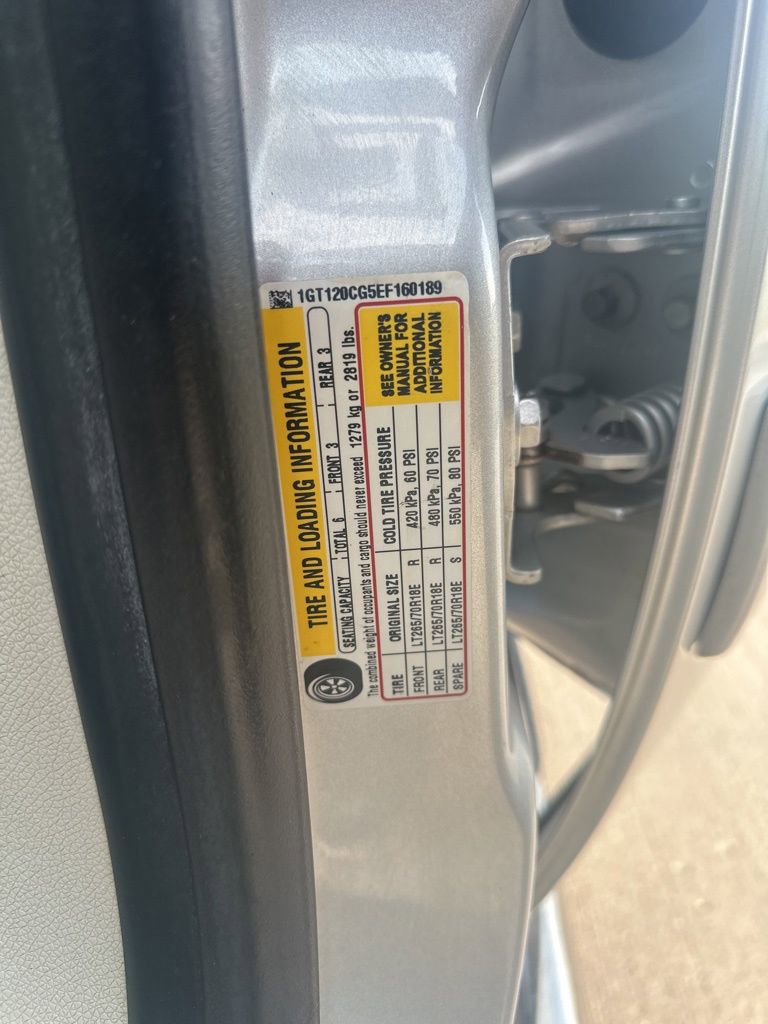 1GT120CG5EF160189
TIRE AND LOADING INFORMATION
SEATING CAPACITY TOTAL 6 FRONT 3 REAR 3
The combined weight of occupants and cargo should never exceed 1279 kg or 2819 lbs.
TIRE ORIGINAL SIZE COLD TIRE PRESSURE
FRONT LT265/70R18E R 420 kPa, 60 PSI
REAR LT265/70R18E R 480 kPa, 70 PSI
SPARE LT265/70R18E S 550 kPa, 80 PSI
SEE OWNER'S
MANUAL FOR
ADDITIONAL
INFORMATION